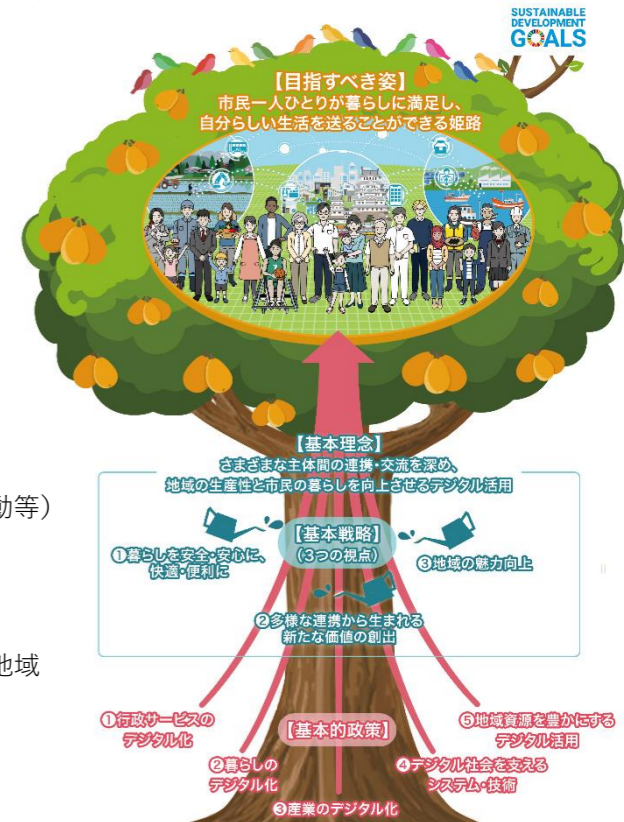 SUSTAINABLE
DEVELOPMENT
GOALS
【目指すべき姿】
市民一人ひとりが暮らしに満足し、
自分らしい生活を送ることができる姫路
【基本理念】
さまざまな主体間の連携・交流を深め、
地域の生産性と市民の暮らしを向上させるデジタル活用
動等）
【基本戦略】
（3つの視点）
❶暮らしを安全・安心に、
快適・便利に
❸地域の魅力向上
❷多様な連携から生まれる
新たな価値の創出
地域
❶行政サービスの
デジタル化
【基本的政策】
❺地域資源を豊かにする
デジタル活用
❷暮らしの
デジタル化
❹デジタル社会を支える
システム・技術
❸産業のデジタル化